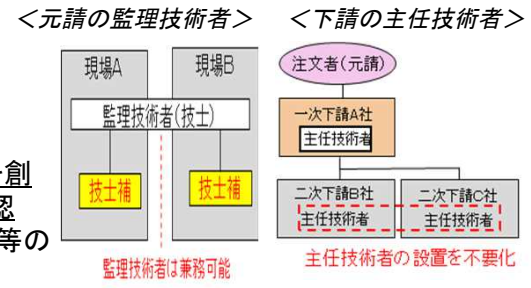 ＜元請の監理技術者＞
＜下請の主任技術者＞
現場A
現場B
監理技術者(技士)
技士補
技士補
監理技術者は兼務可能
注文者(元請)
一次下請A社
主任技術者
二次下請B社
主任技術者
二次下請C社
主任技術者
主任技術者の設置を不要化
創
認
等の